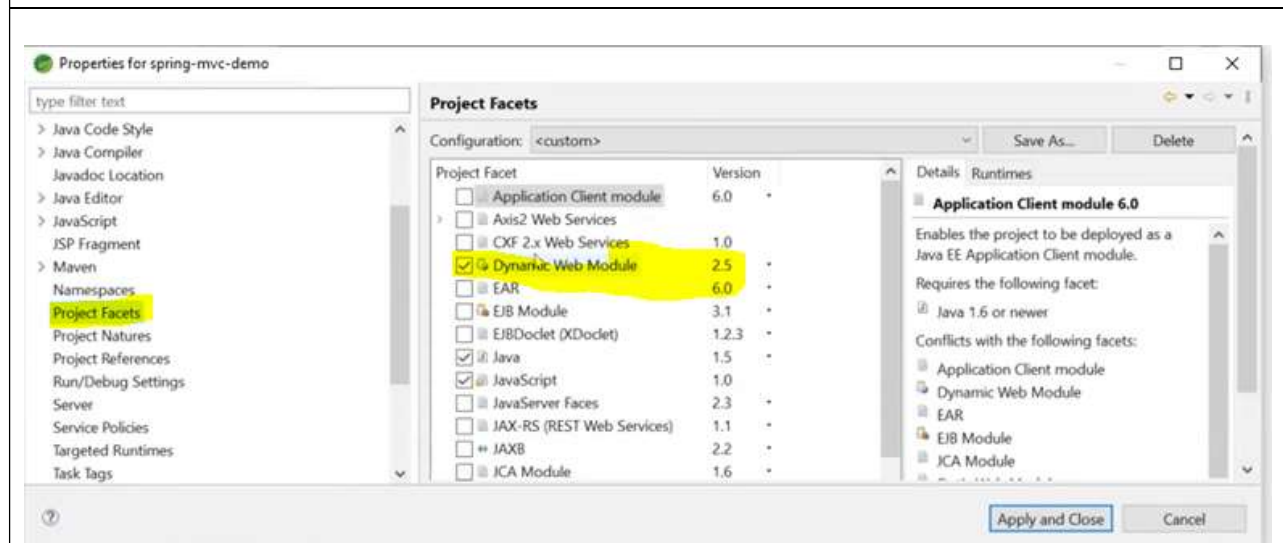 Properties for spring-mvc-demo
type filter text
> Java Code Style
> Java Compiler
Javadoc Location
> Java Editor
> JavaScript
JSP Fragment
> Maven
Namespaces
Project Facets
Project Natures
Project References
Run/Debug Settings
Server
Service Policies
Targeted Runtimes
Task Tags
Project Facets
Configuration: <custom>
Save As...
Delete
Project Facet Version
Application Client module 6.0
> Axis2 Web Services
CXF 2.x Web Services 1.0
Dynamic Web Module 2.5
EAR 6.0
EJB Module 3.1
EJBDoclet (XDoclet) 1.2.3
Java 1.5
JavaScript 1.0
JavaServer Faces 2.3
JAX-RS (REST Web Services) 1.1
JAXB 2.2
JCA Module 1.6
Details Runtimes
Application Client module 6.0
Enables the project to be deployed as a
Java EE Application Client module.
Requires the following facet:
Java 1.6 or newer
Conflicts with the following facets:
Application Client module
Dynamic Web Module
EAR
EJB Module
JCA Module
Apply and Close
Cancel